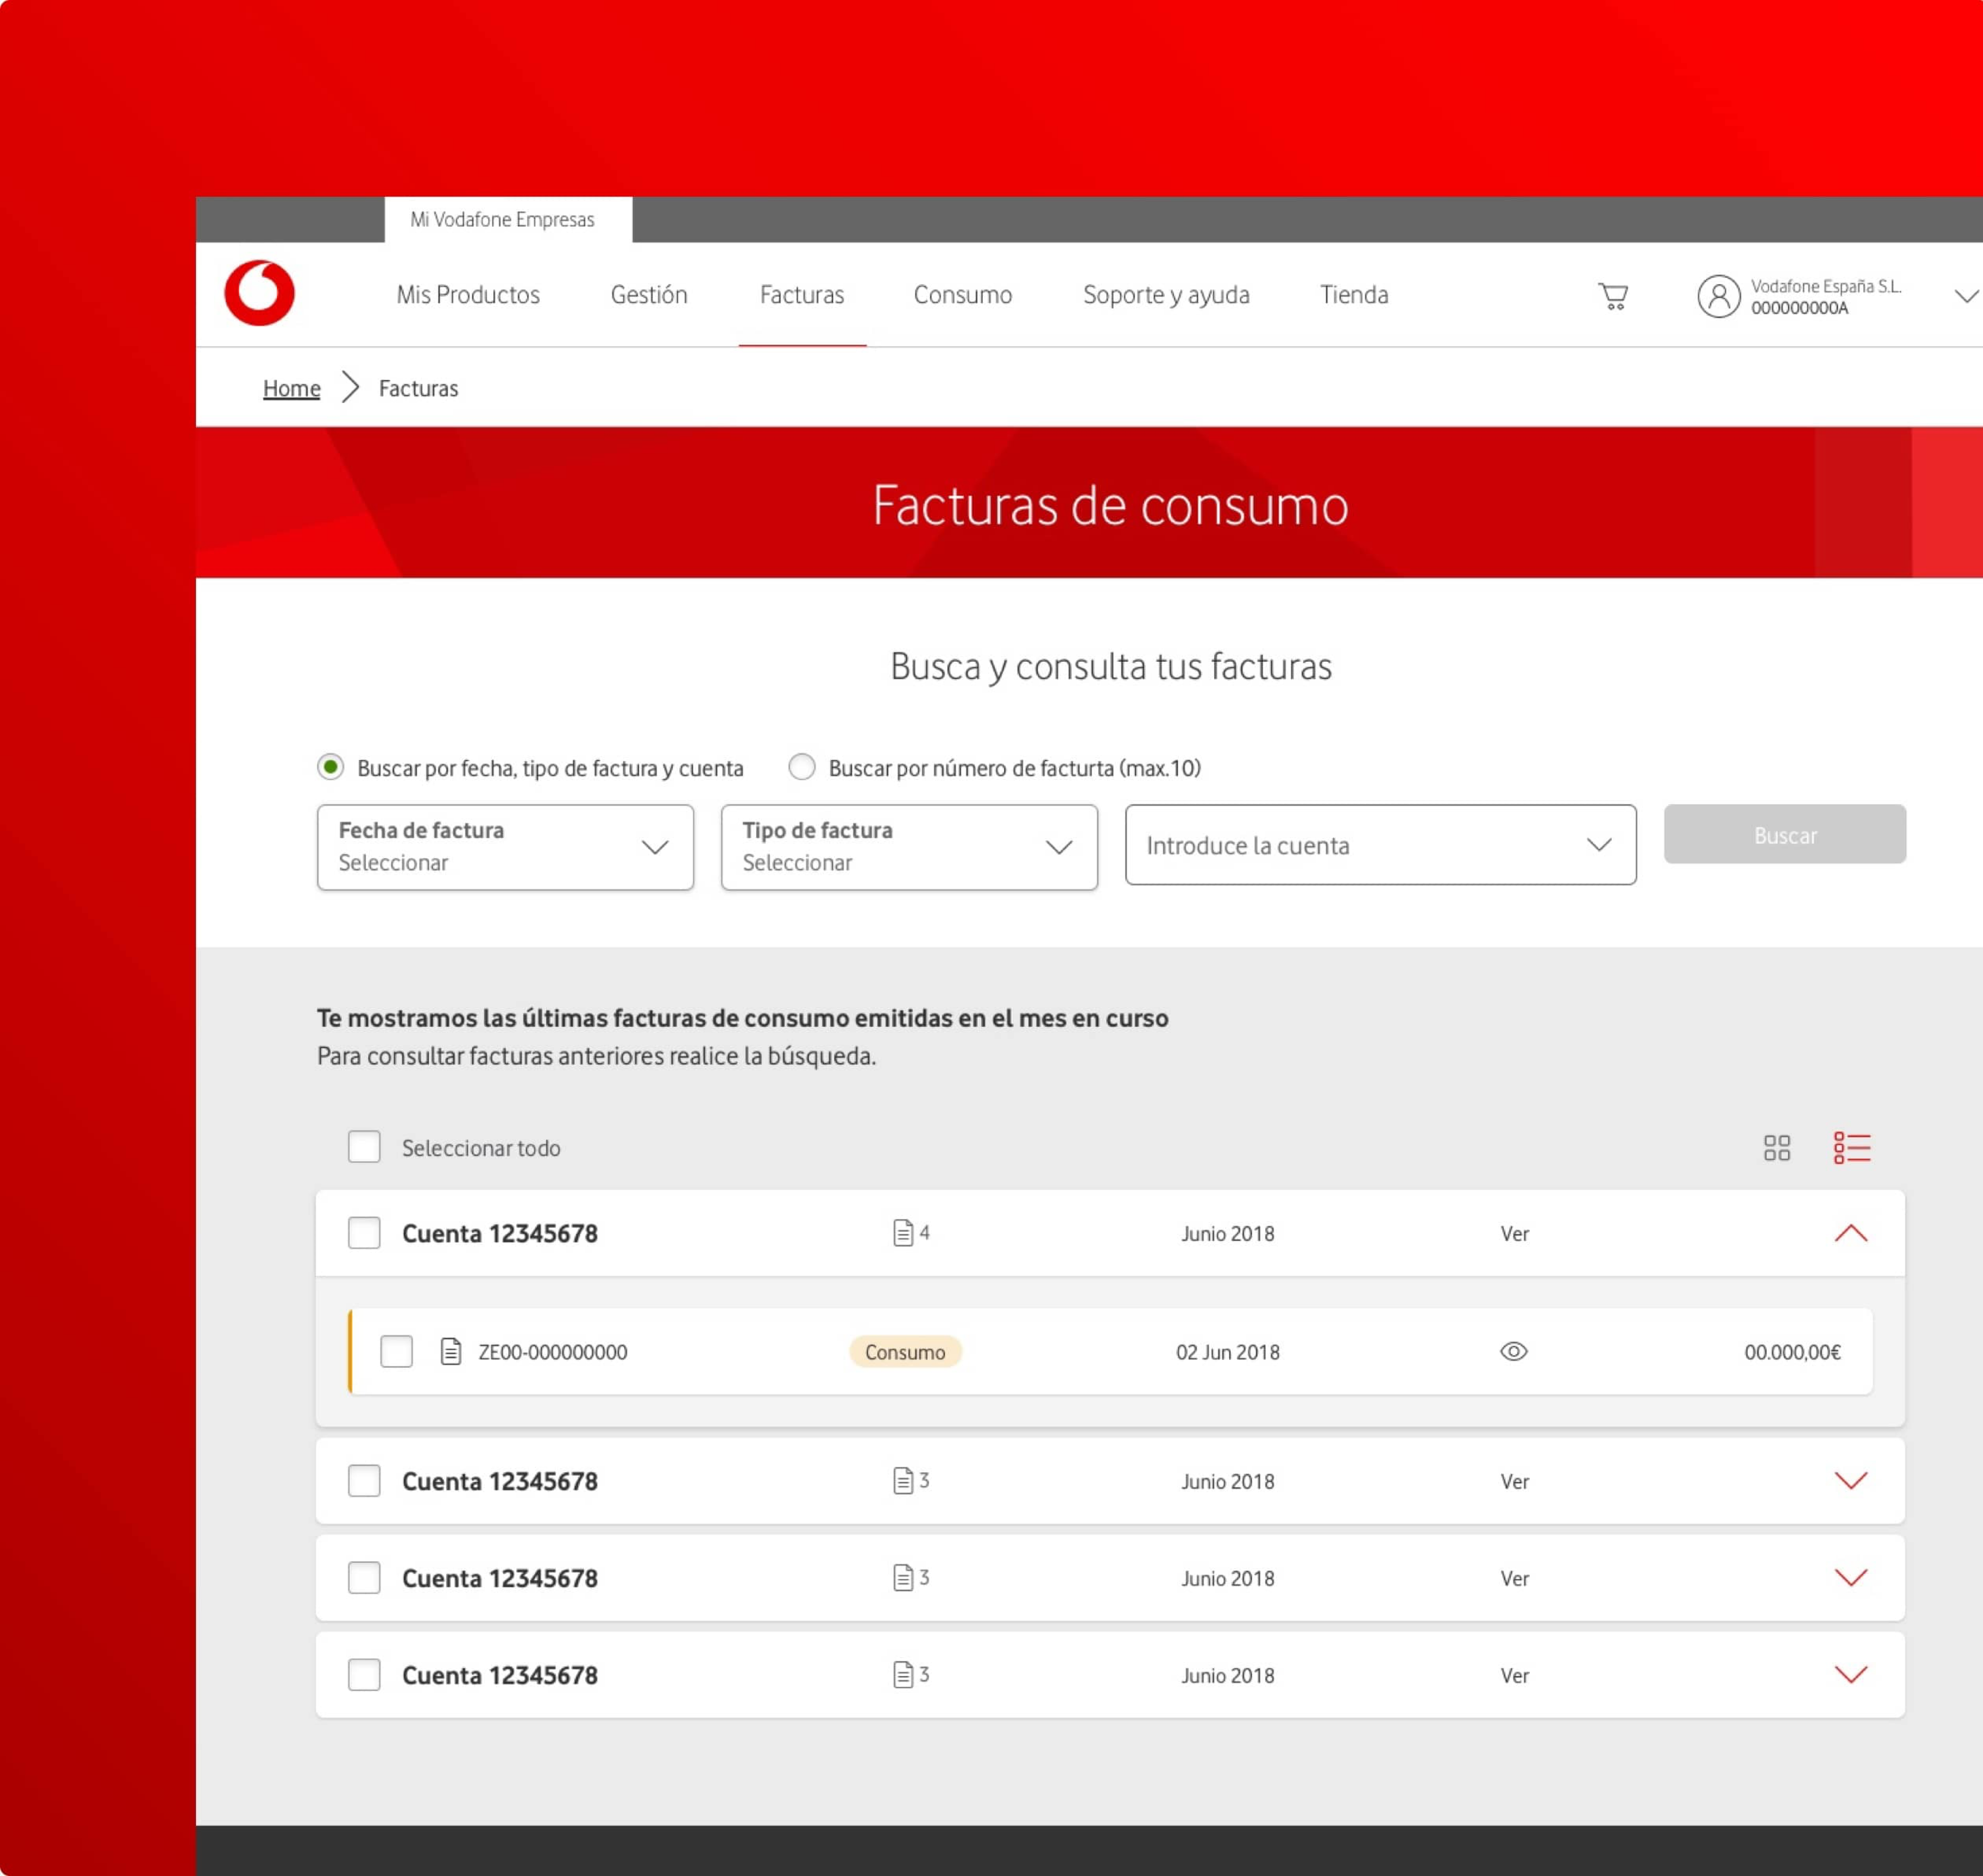 Mi Vodafone Empresas
Mis Productos Gestión Facturas Consumo Soporte y ayuda Tienda
Vodafone España S.L.
000000000A
Home Facturas
Facturas de consumo
Busca y consulta tus facturas
Buscar por fecha, tipo de factura y cuenta Buscar por número de facturta (max.10)
Fecha de factura
Seleccionar
Tipo de factura
Seleccionar
Introduce la cuenta
Buscar
Te mostramos las últimas facturas de consumo emitidas en el mes en curso
Para consultar facturas anteriores realice la búsqueda.
Seleccionar todo
Cuenta 12345678 4 Junio 2018 Ver
ZE00-000000000 Consumo 02 Jun 2018 00.000,00€
Cuenta 12345678 3 Junio 2018 Ver
Cuenta 12345678 3 Junio 2018 Ver
Cuenta 12345678 3 Junio 2018 Ver